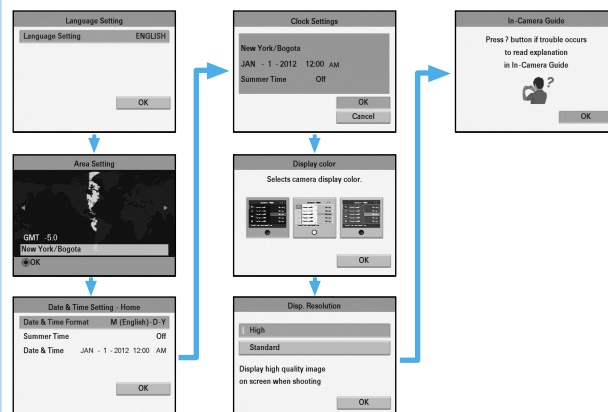 Language Setting
Language Setting ENGLISH
OK
Area Setting
GMT -5.0
New York/Bogota
OK
Date & Time Setting - Home
Date & Time Format M (English)-D-Y
Summer Time Off
Date & Time JAN - 1 - 2012 12:00 AM
OK
Clock Settings
New York/Bogota
JAN - 1 - 2012 12:00 AM
Summer Time Off
OK
Cancel
Display color
Selects camera display color.
OK
Disp. Resolution
High
Standard
Display high quality image
on screen when shooting
OK
In-Camera Guide
Press ? button if trouble occurs
to read explanation
in In-Camera Guide
?
OK